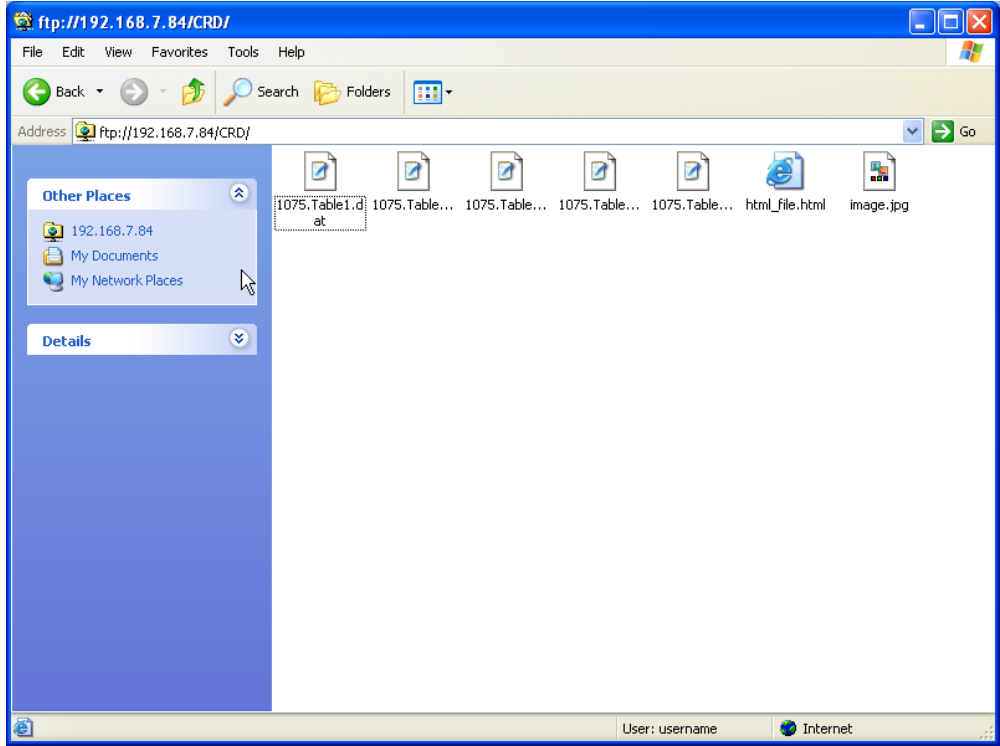 ftp://192.168.7.84/CRD/
File Edit View Favorites Tools Help
Back Search Folders
Address ftp://192.168.7.84/CRD/ Go
Other Places
192.168.7.84
My Documents
My Network Places
Details
1075.Table1.d
at
1075.Table...
1075.Table...
1075.Table...
1075.Table...
html_file.html
image.jpg
User: username Internet